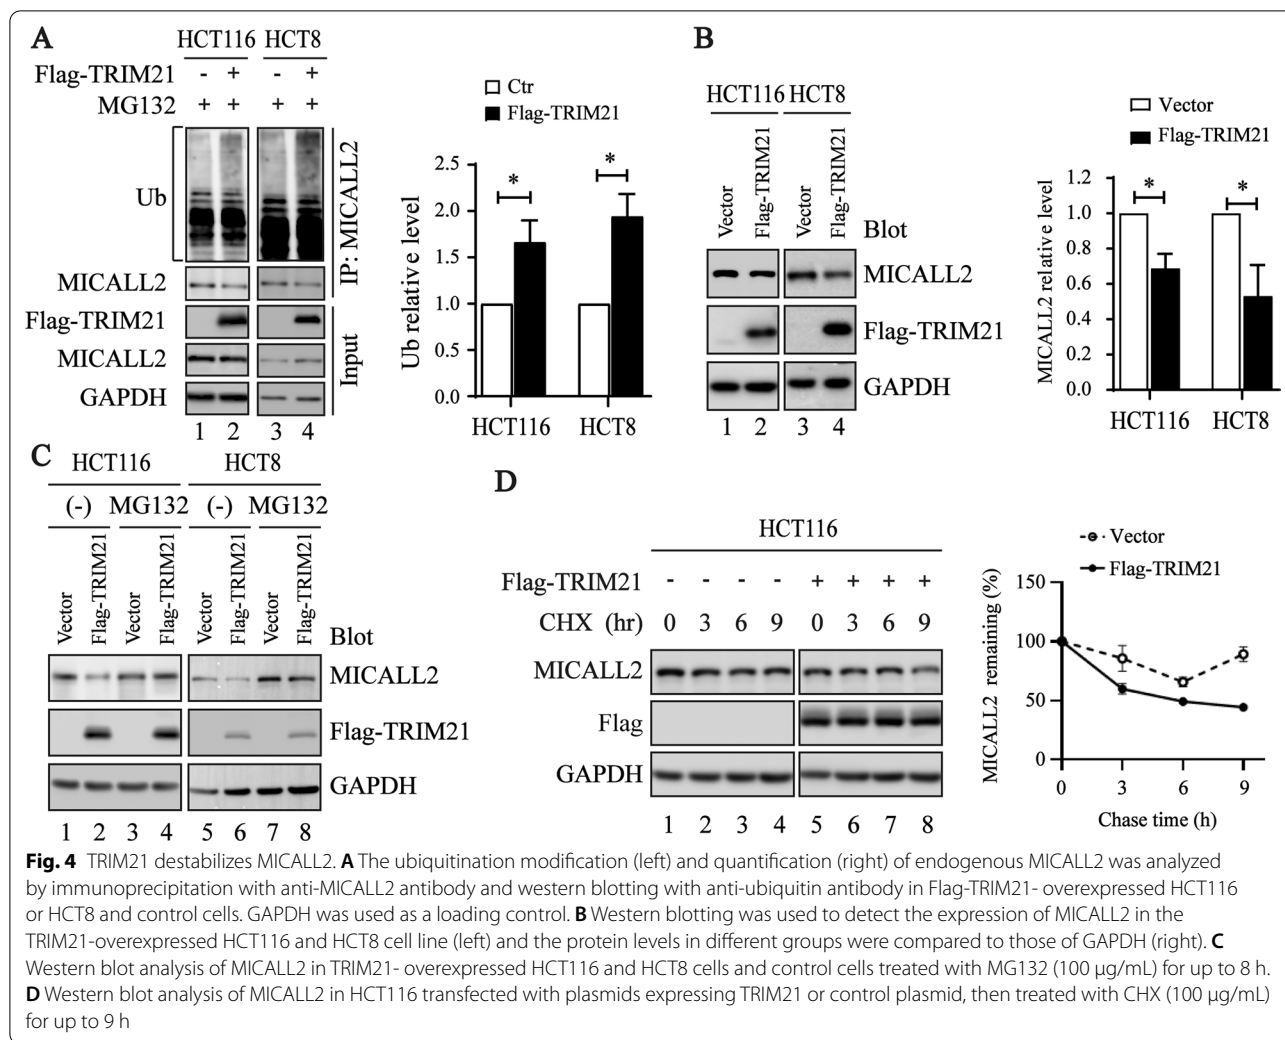 A
HCT116 HCT8
Flag-TRIM21 - + - +
MG132 + + + +
Ub
IP: MICALL2
MICALL2
Flag-TRIM21
MICALL2
GAPDH
Input
1 2 3 4
Ctr
Flag-TRIM21
Ub relative level
2.5
2.0
1.5
1.0
0.5
0.0
* *
HCT116 HCT8
B
HCT116 HCT8
Vector Flag-TRIM21 Vector Flag-TRIM21
Blot
MICALL2
Flag-TRIM21
GAPDH
1 2 3 4
Vector
Flag-TRIM21
MICALL2 relative level
1.2
1.0
0.8
0.6
0.4
0.2
0.0
* *
HCT116 HCT8
C
HCT116 HCT8
(-) MG132 (-) MG132
Vector Flag-TRIM21 Vector Flag-TRIM21 Vector Flag-TRIM21 Vector Flag-TRIM21
Blot
MICALL2
Flag-TRIM21
GAPDH
1 2 3 4 5 6 7 8
D
HCT116
Flag-TRIM21 - - - - + + + +
CHX (hr) 0 3 6 9 0 3 6 9
MICALL2
Flag
GAPDH
1 2 3 4 5 6 7 8
Vector
Flag-TRIM21
MICALL2 remaining (%)
150
100
50
0
0 3 6 9
Chase time (h)
Fig. 4 TRIM21 destabilizes MICALL2. A The ubiquitination modification (left) and quantification (right) of endogenous MICALL2 was analyzed
by immunoprecipitation with anti-MICALL2 antibody and western blotting with anti-ubiquitin antibody in Flag-TRIM21- overexpressed HCT116
or HCT8 and control cells. GAPDH was used as a loading control. B Western blotting was used to detect the expression of MICALL2 in the
TRIM21-overexpressed HCT116 and HCT8 cell line (left) and the protein levels in different groups were compared to those of GAPDH (right). C
Western blot analysis of MICALL2 in TRIM21- overexpressed HCT116 and HCT8 cells and control cells treated with MG132 (100 μg/mL) for up to 8 h.
D Western blot analysis of MICALL2 in HCT116 transfected with plasmids expressing TRIM21 or control plasmid, then treated with CHX (100 μg/mL)
for up to 9 h